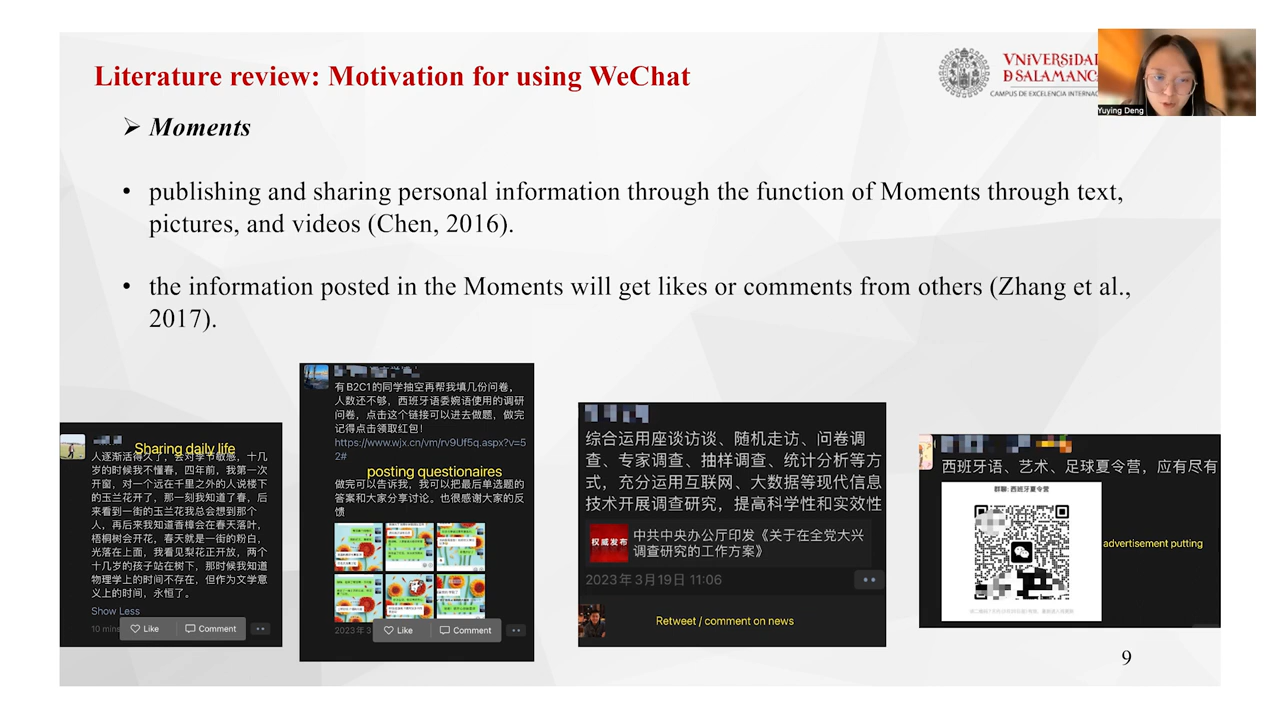 Literature review: Motivation for using WeChat
VNiVERSiDAD
D SALAMANCA
CAMPUS DE EXCELENCIA INTERNAC
Yuying Deng
➢ Moments
• publishing and sharing personal information through the function of Moments through text,
pictures, and videos (Chen, 2016).
• the information posted in the Moments will get likes or comments from others (Zhang et al.,
2017).
Sharing daily life
岁的时候我不懂春，四年前，我第一次
开窗，对一个远在千里之外的人说楼下
的玉兰花开了，那一刻我知道了春，后
来看到一街的玉兰花我总会想到那个
人，再后来我知道香樟会在春天落叶，
梧桐树会开花，春天就是一街的粉白，
光落在上面，我看见梨花正开放，两个
十几岁的孩子站在树下，那时候我知道
物理学上的时间不存在，但作为文学意
义上的时间，永恒了。
Show Less
10 mins
Like
Comment
有B2C1的同学抽空再帮我填几份问卷，
人数还不够，西班牙语委婉语使用的调研
问卷，点击这个链接可以进去做题，做完
记得点击领取红包！
https://www.wjx.cn/vm/rv9Uf5q.aspx?v=5
2#
posting questionaires
做完可以告诉我，我可以把最后单选题的
答案和大家分享讨论。也很感谢大家的反
馈
2023年3
Like
Comment
综合运用座谈访谈、随机走访、问卷调
查、专家调查、抽样调查、统计分析等方
式，充分运用互联网、大数据等现代信息
技术开展调查研究，提高科学性和实效性
权威发布
中共中央办公厅印发《关于在全党大兴
调查研究的工作方案》
2023年3月19日 11:06
Retweet / comment on news
西班牙语、艺术、足球夏令营，应有尽有
群聊: 西班牙夏令营
advertisement putting
9